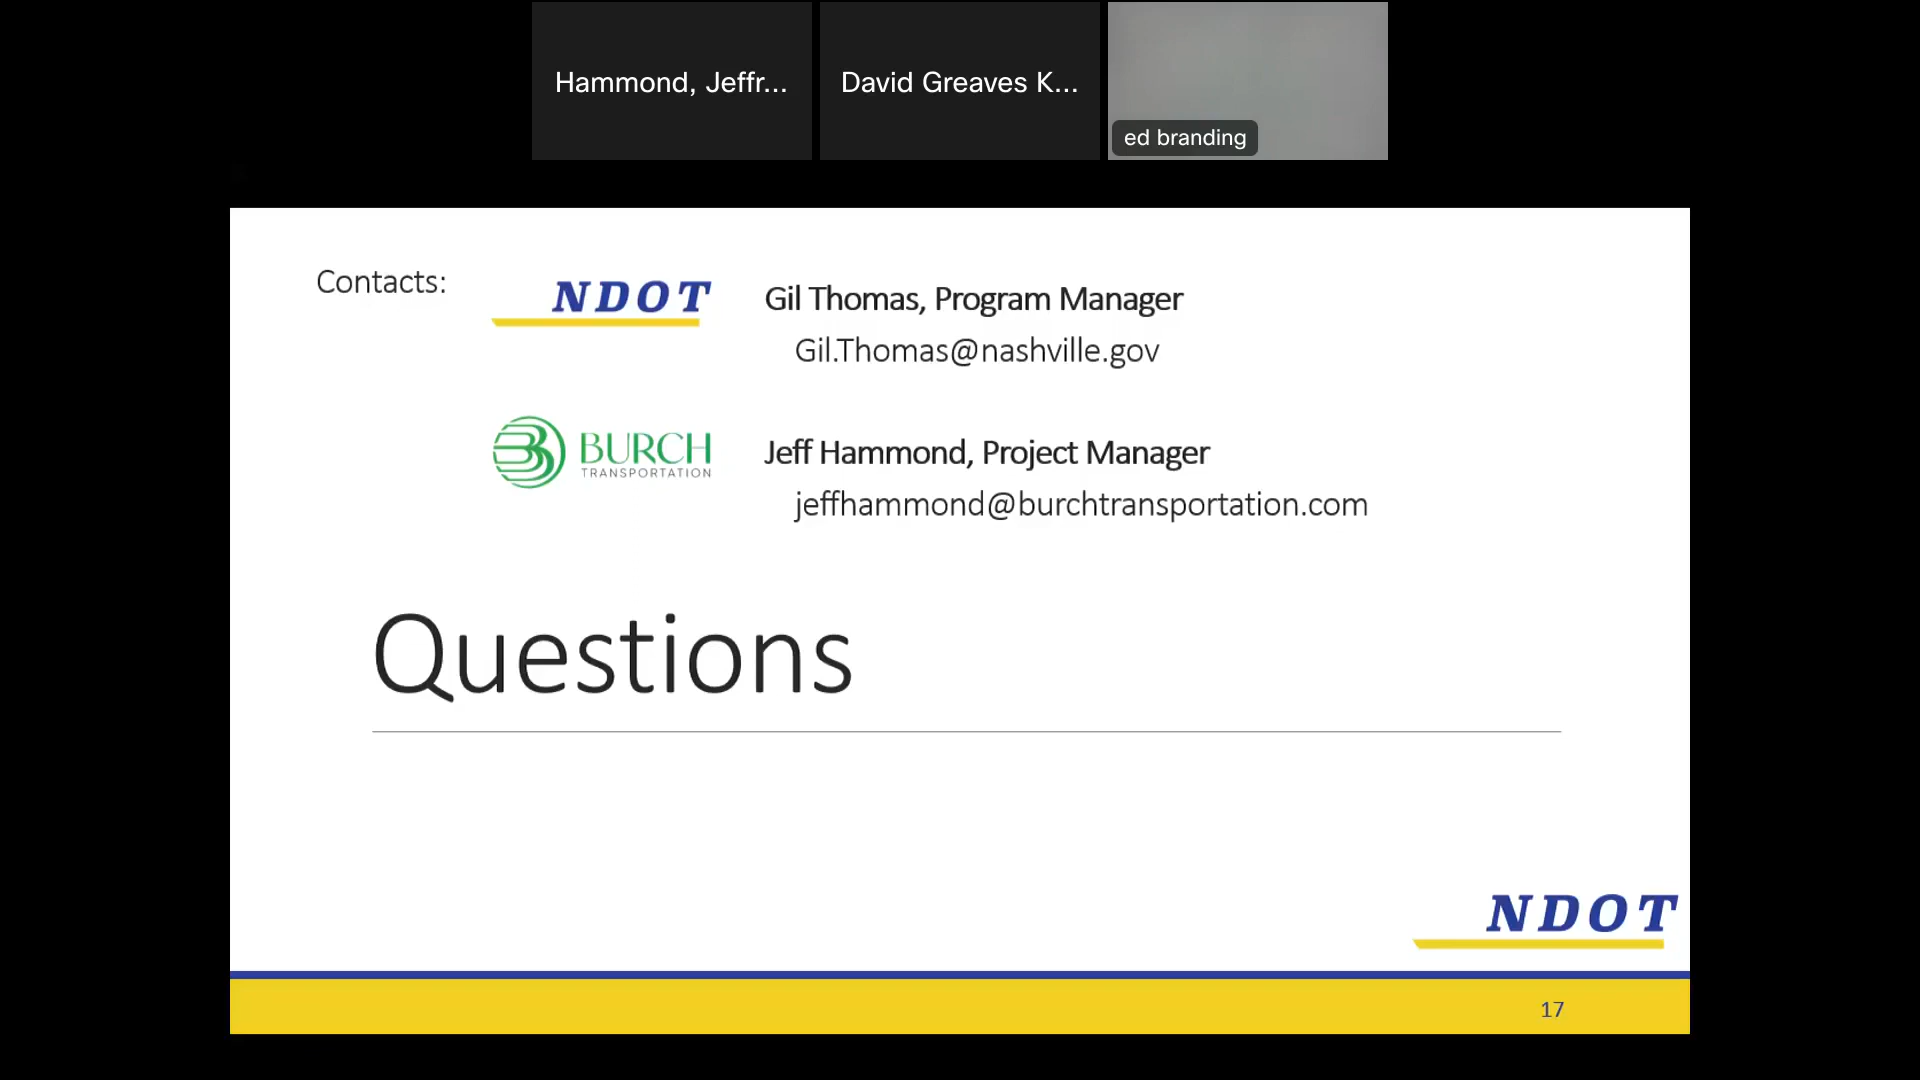 Hammond, Jeffr...
David Greaves K...
ed branding
Contacts:
NDOT
Gil Thomas, Program Manager
Gil.Thomas@nashville.gov
BURCH
TRANSPORTATION
Jeff Hammond, Project Manager
jeffhammond@burchtransportation.com
Questions
NDOT
17